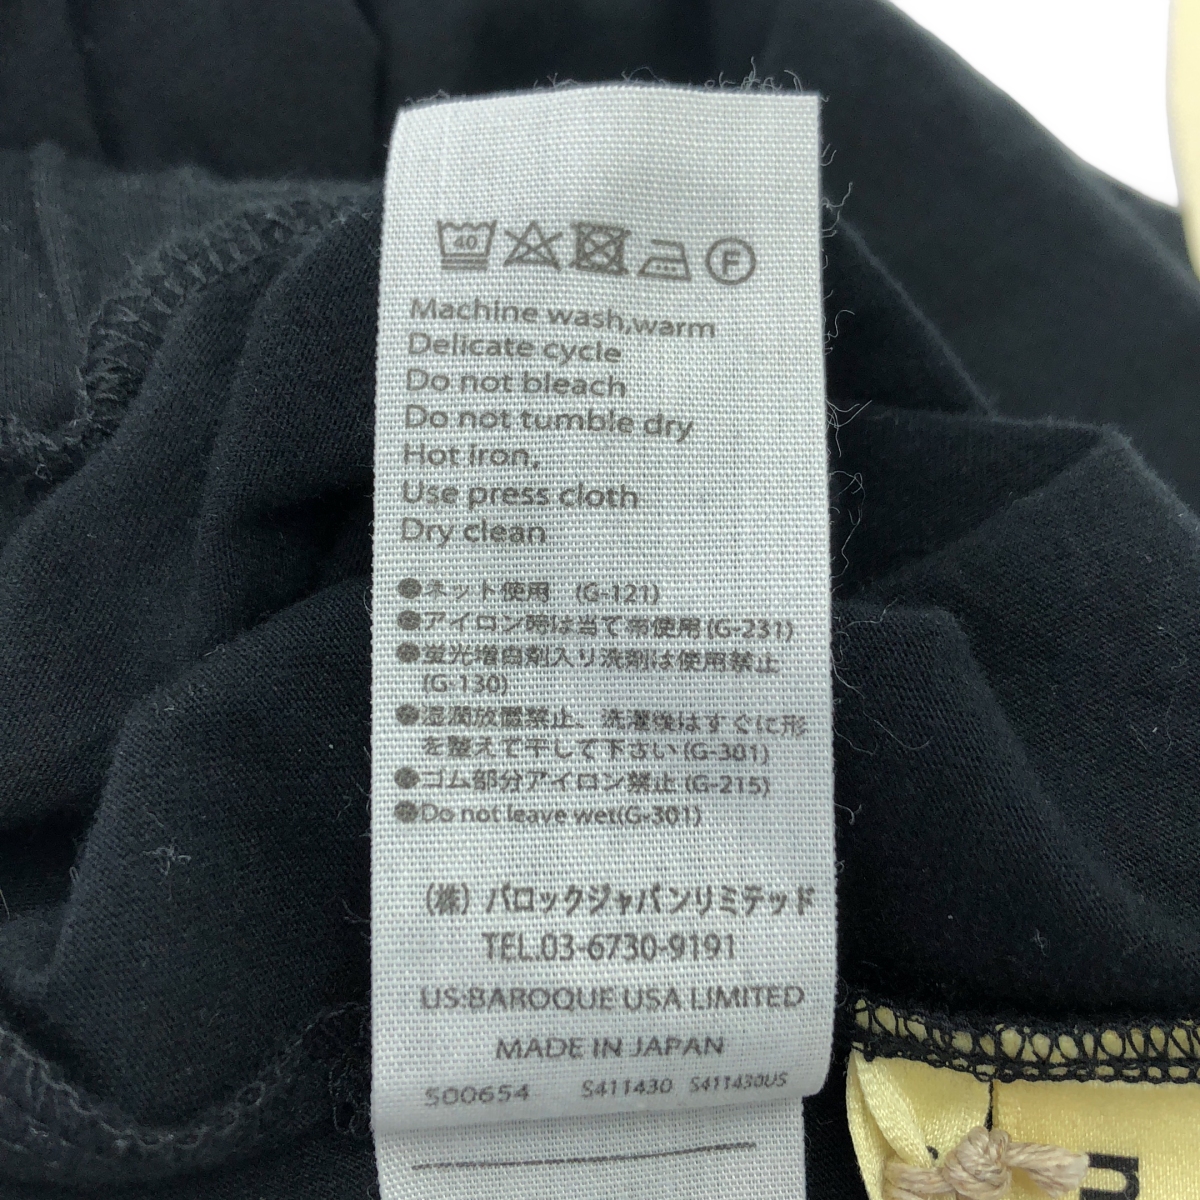 40 F
Machine wash,warm
Delicate cycle
Do not bleach
Do not tumble dry
Hot iron,
Use press cloth
Dry clean
●ネット使用 (G-121)
●アイロン時は当て布使用(G-231)
●蛍光増白剤入り洗剤は使用禁止
(G-130)
●湿潤放置禁止、洗濯後はすぐに形
を整えて干して下さい(G-301)
●ゴム部分アイロン禁止(G-215)
●Do not leave wet(G-301)
(株)バロックジャパンリミテッド
TEL.03-6730-9191
US:BAROQUE USA LIMITED
MADE IN JAPAN
500654 S411430 S411430US